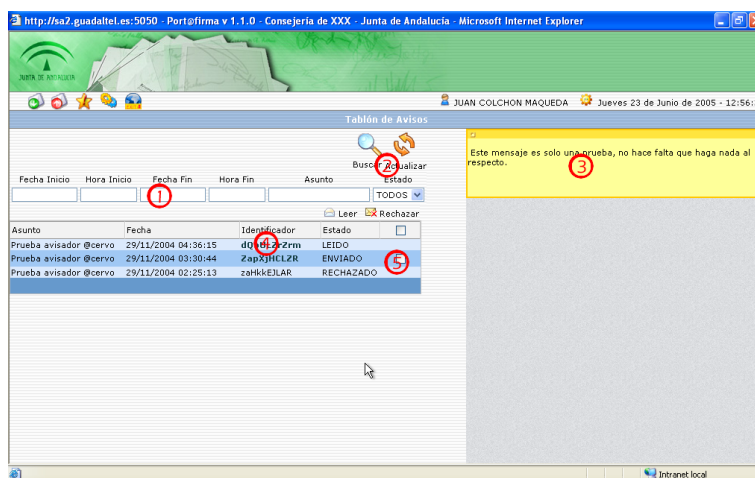 http://sa2.guadaltel.es:5050 - Port@firma v 1.1.0 - Consejería de XXX - Junta de Andalucía - Microsoft Internet Explorer
JUNTA DE ANDALUCIA
JUAN COLCHON MAQUEDA Jueves 23 de Junio de 2005 - 12:56:
Tablón de Avisos
Buscar Actualizar
2
Este mensaje es solo una prueba, no hace falta que haga nada al
respecto.
3
Fecha Inicio Hora Inicio Fecha Fin Hora Fin Asunto Estado
1
TODOS
Leer Rechazar
Asunto Fecha Identificador Estado
Prueba avisador @cervo 29/11/2004 04:36:15 LEIDO
4
Prueba avisador @cervo 29/11/2004 03:30:44 ZapXjHCLZR ENVIADO
5
Prueba avisador @cervo 29/11/2004 02:25:13 zaHkkEJLAR RECHAZADO
Intranet local